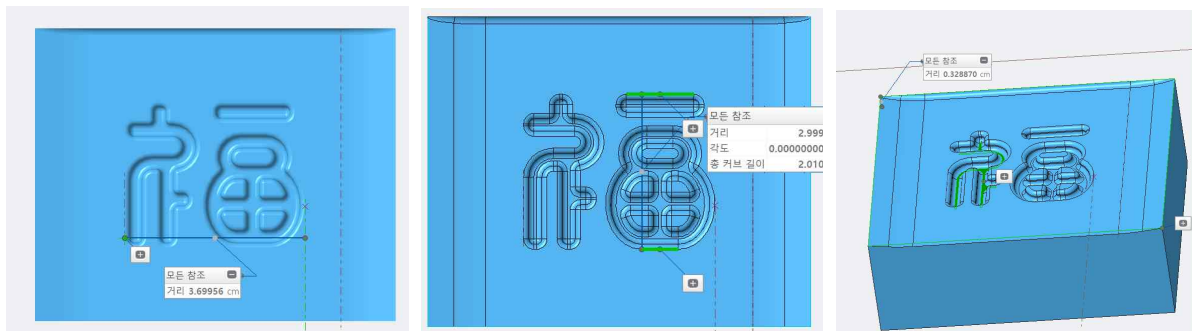 福
모든 참조
거리 3.69956 cm
福
모든 참조
거리 2.999
각도 0.00000000
총 커브 길이 2.010
모든 참조
거리 0.328870 cm
福